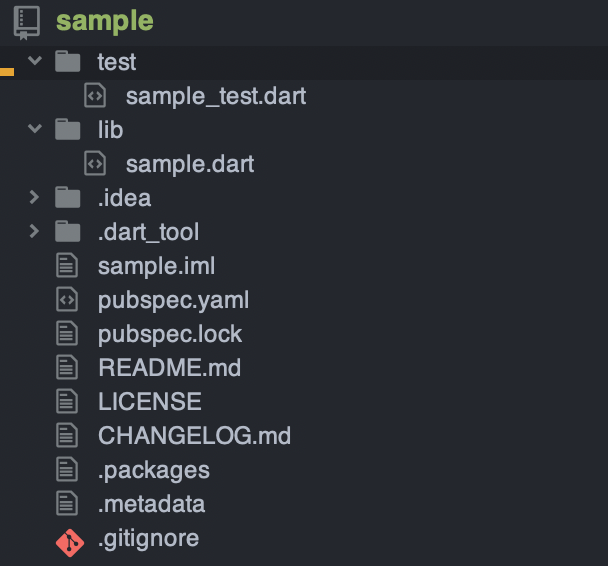 sample
test
sample_test.dart
lib
sample.dart
.idea
.dart_tool
sample.iml
pubspec.yaml
pubspec.lock
README.md
LICENSE
CHANGELOG.md
.packages
.metadata
.gitignore